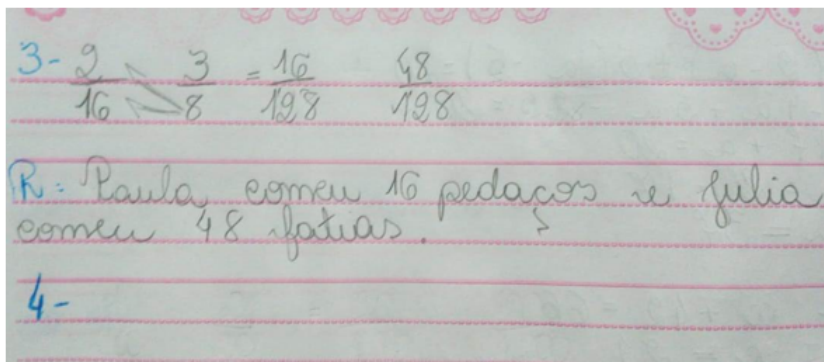 3- 2/16 3/8 = 16/128 48/128
R: Paula comeu 16 pedaços e Julia
comeu 48 fatias.
4-